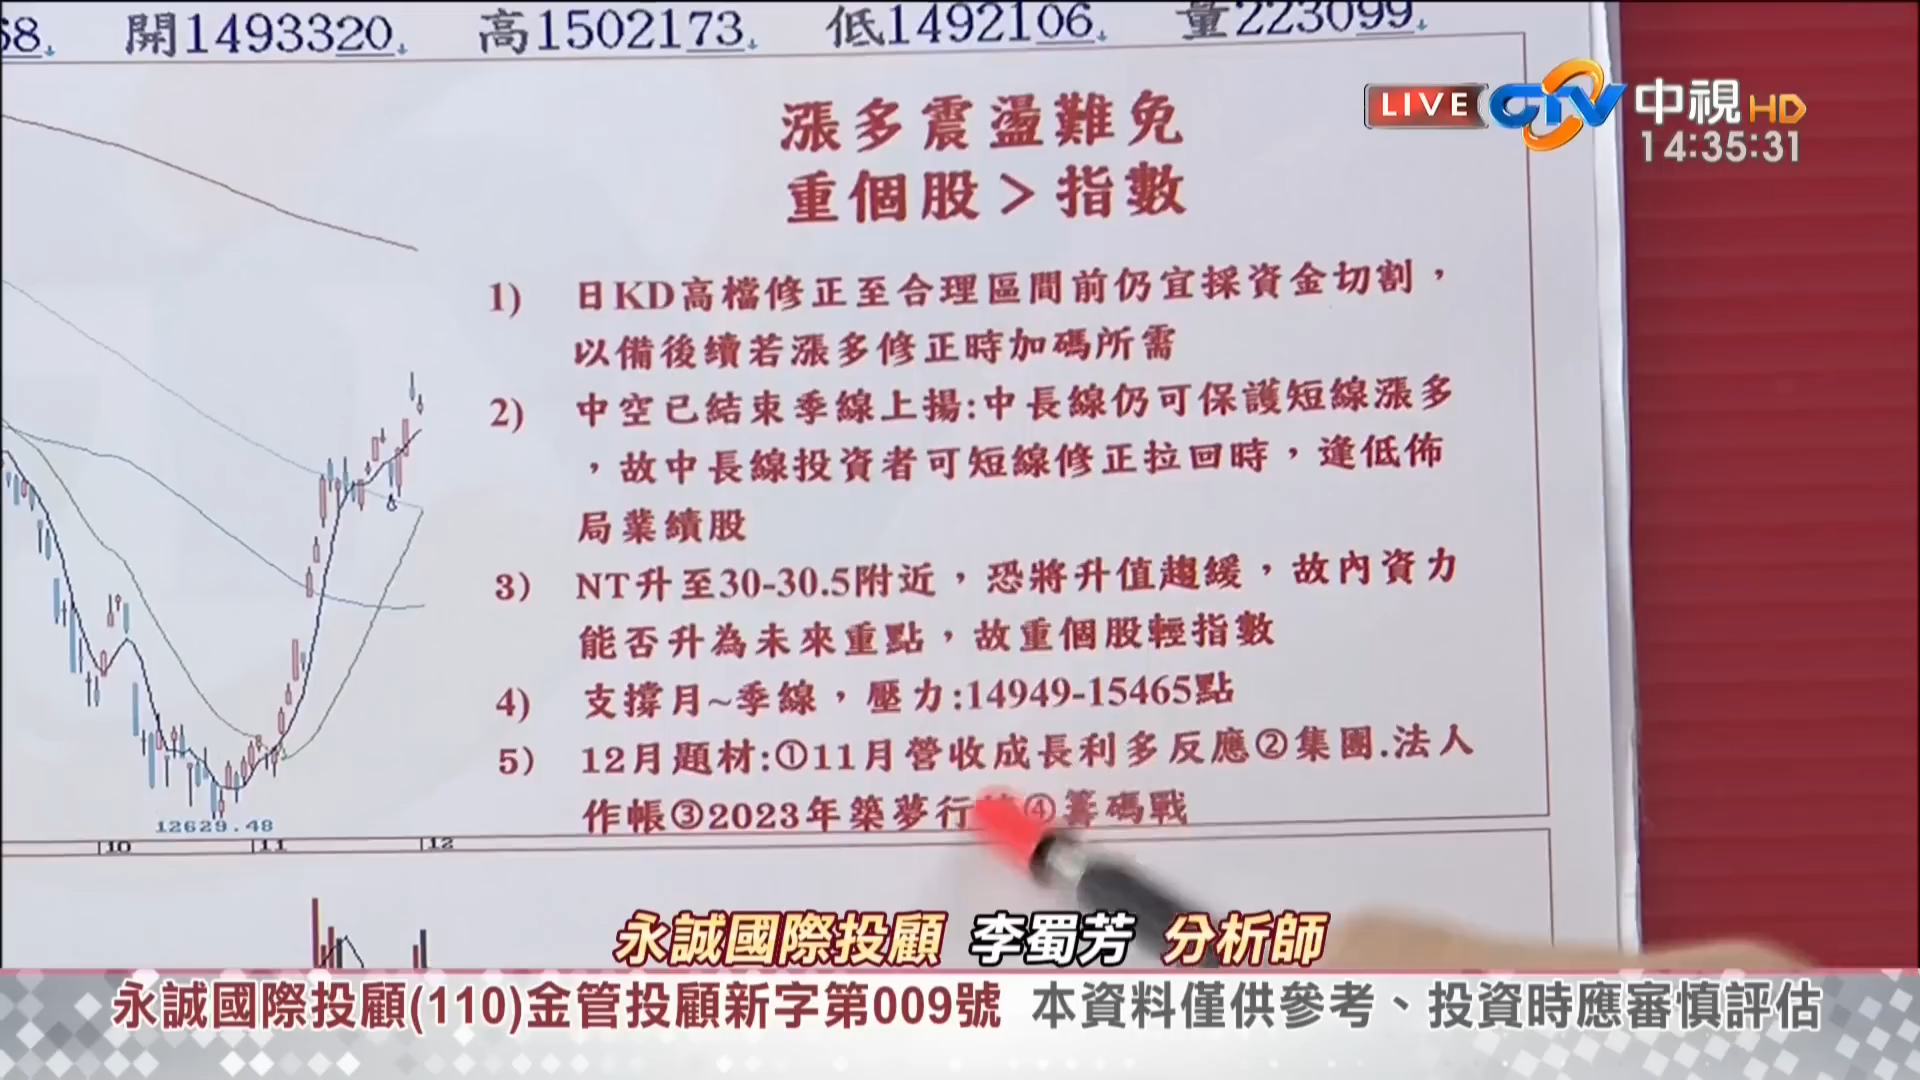 68 開1493320 高1502173 低1492106 量223099
LIVE CTV 中視HD
14:35:31
漲多震盪難免
重個股>指數
1) 日KD高檔修正至合理區間前仍宜採資金切割，
以備後續若漲多修正時加碼所需
2) 中空已結束季線上揚:中長線仍可保護短線漲多
，故中長線投資者可短線修正拉回時，逢低佈
局業績股
3) NT升至30-30.5附近，恐將升值趨緩，故內資力
能否升為未來重點，故重個股輕指數
4) 支撐月~季線，壓力:14949-15465點
5) 12月題材:①11月營收成長利多反應②集團.法人
作帳③2023年築夢行 ④籌碼戰
12629.48
10 11 12
永誠國際投顧 李蜀芳 分析師
永誠國際投顧(110)金管投顧新字第009號 本資料僅供參考、投資時應審慎評估